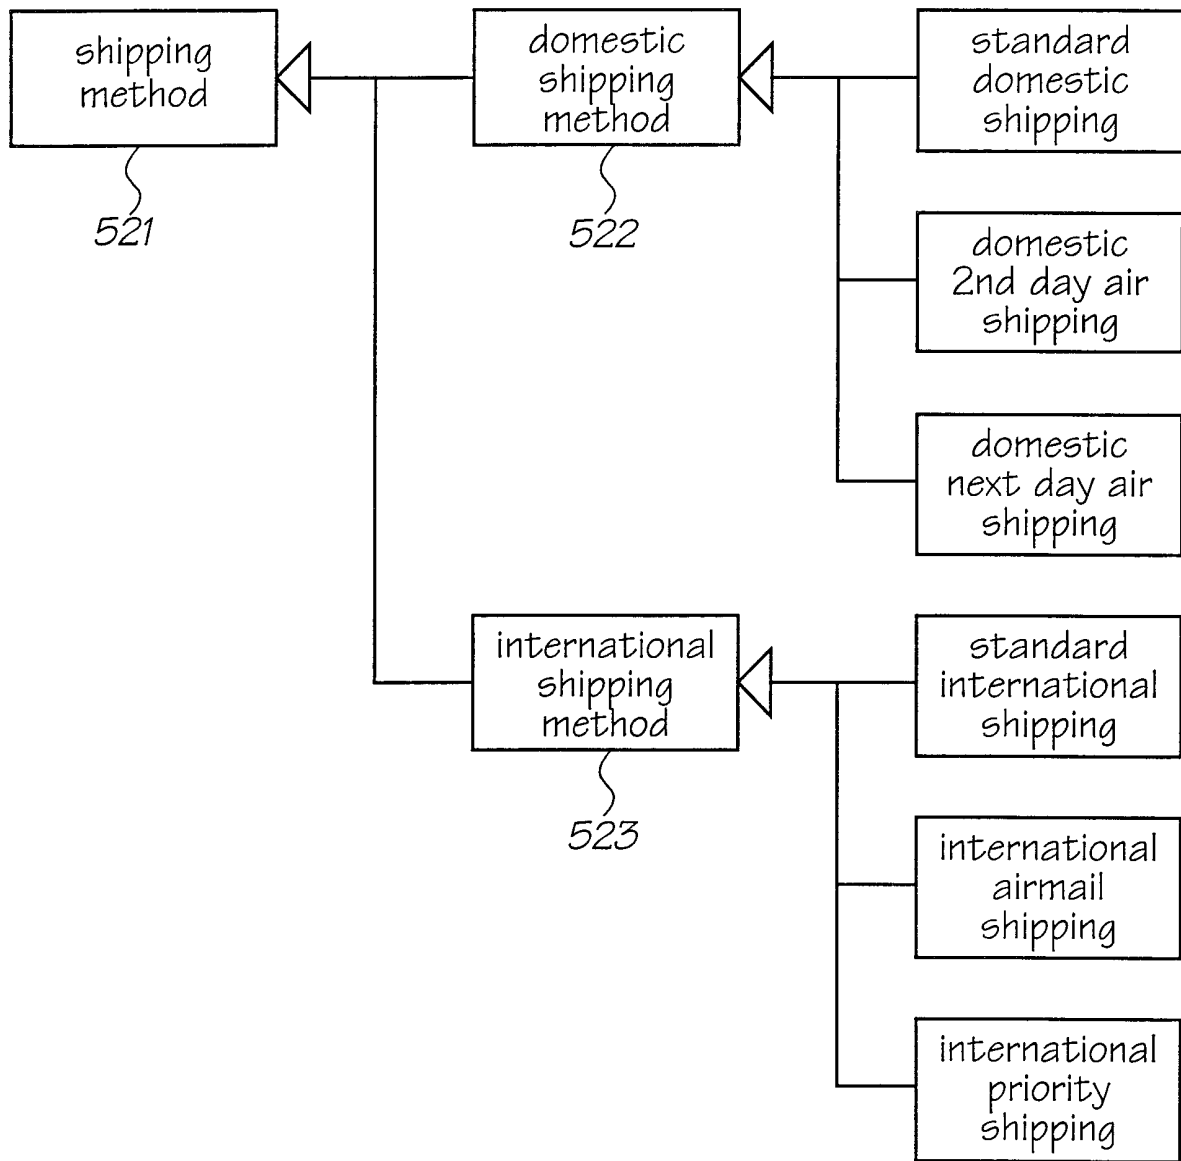 shipping
method
521
domestic
shipping
method
522
standard
domestic
shipping
domestic
2nd day air
shipping
domestic
next day air
shipping
international
shipping
method
523
standard
international
shipping
international
airmail
shipping
international
priority
shipping